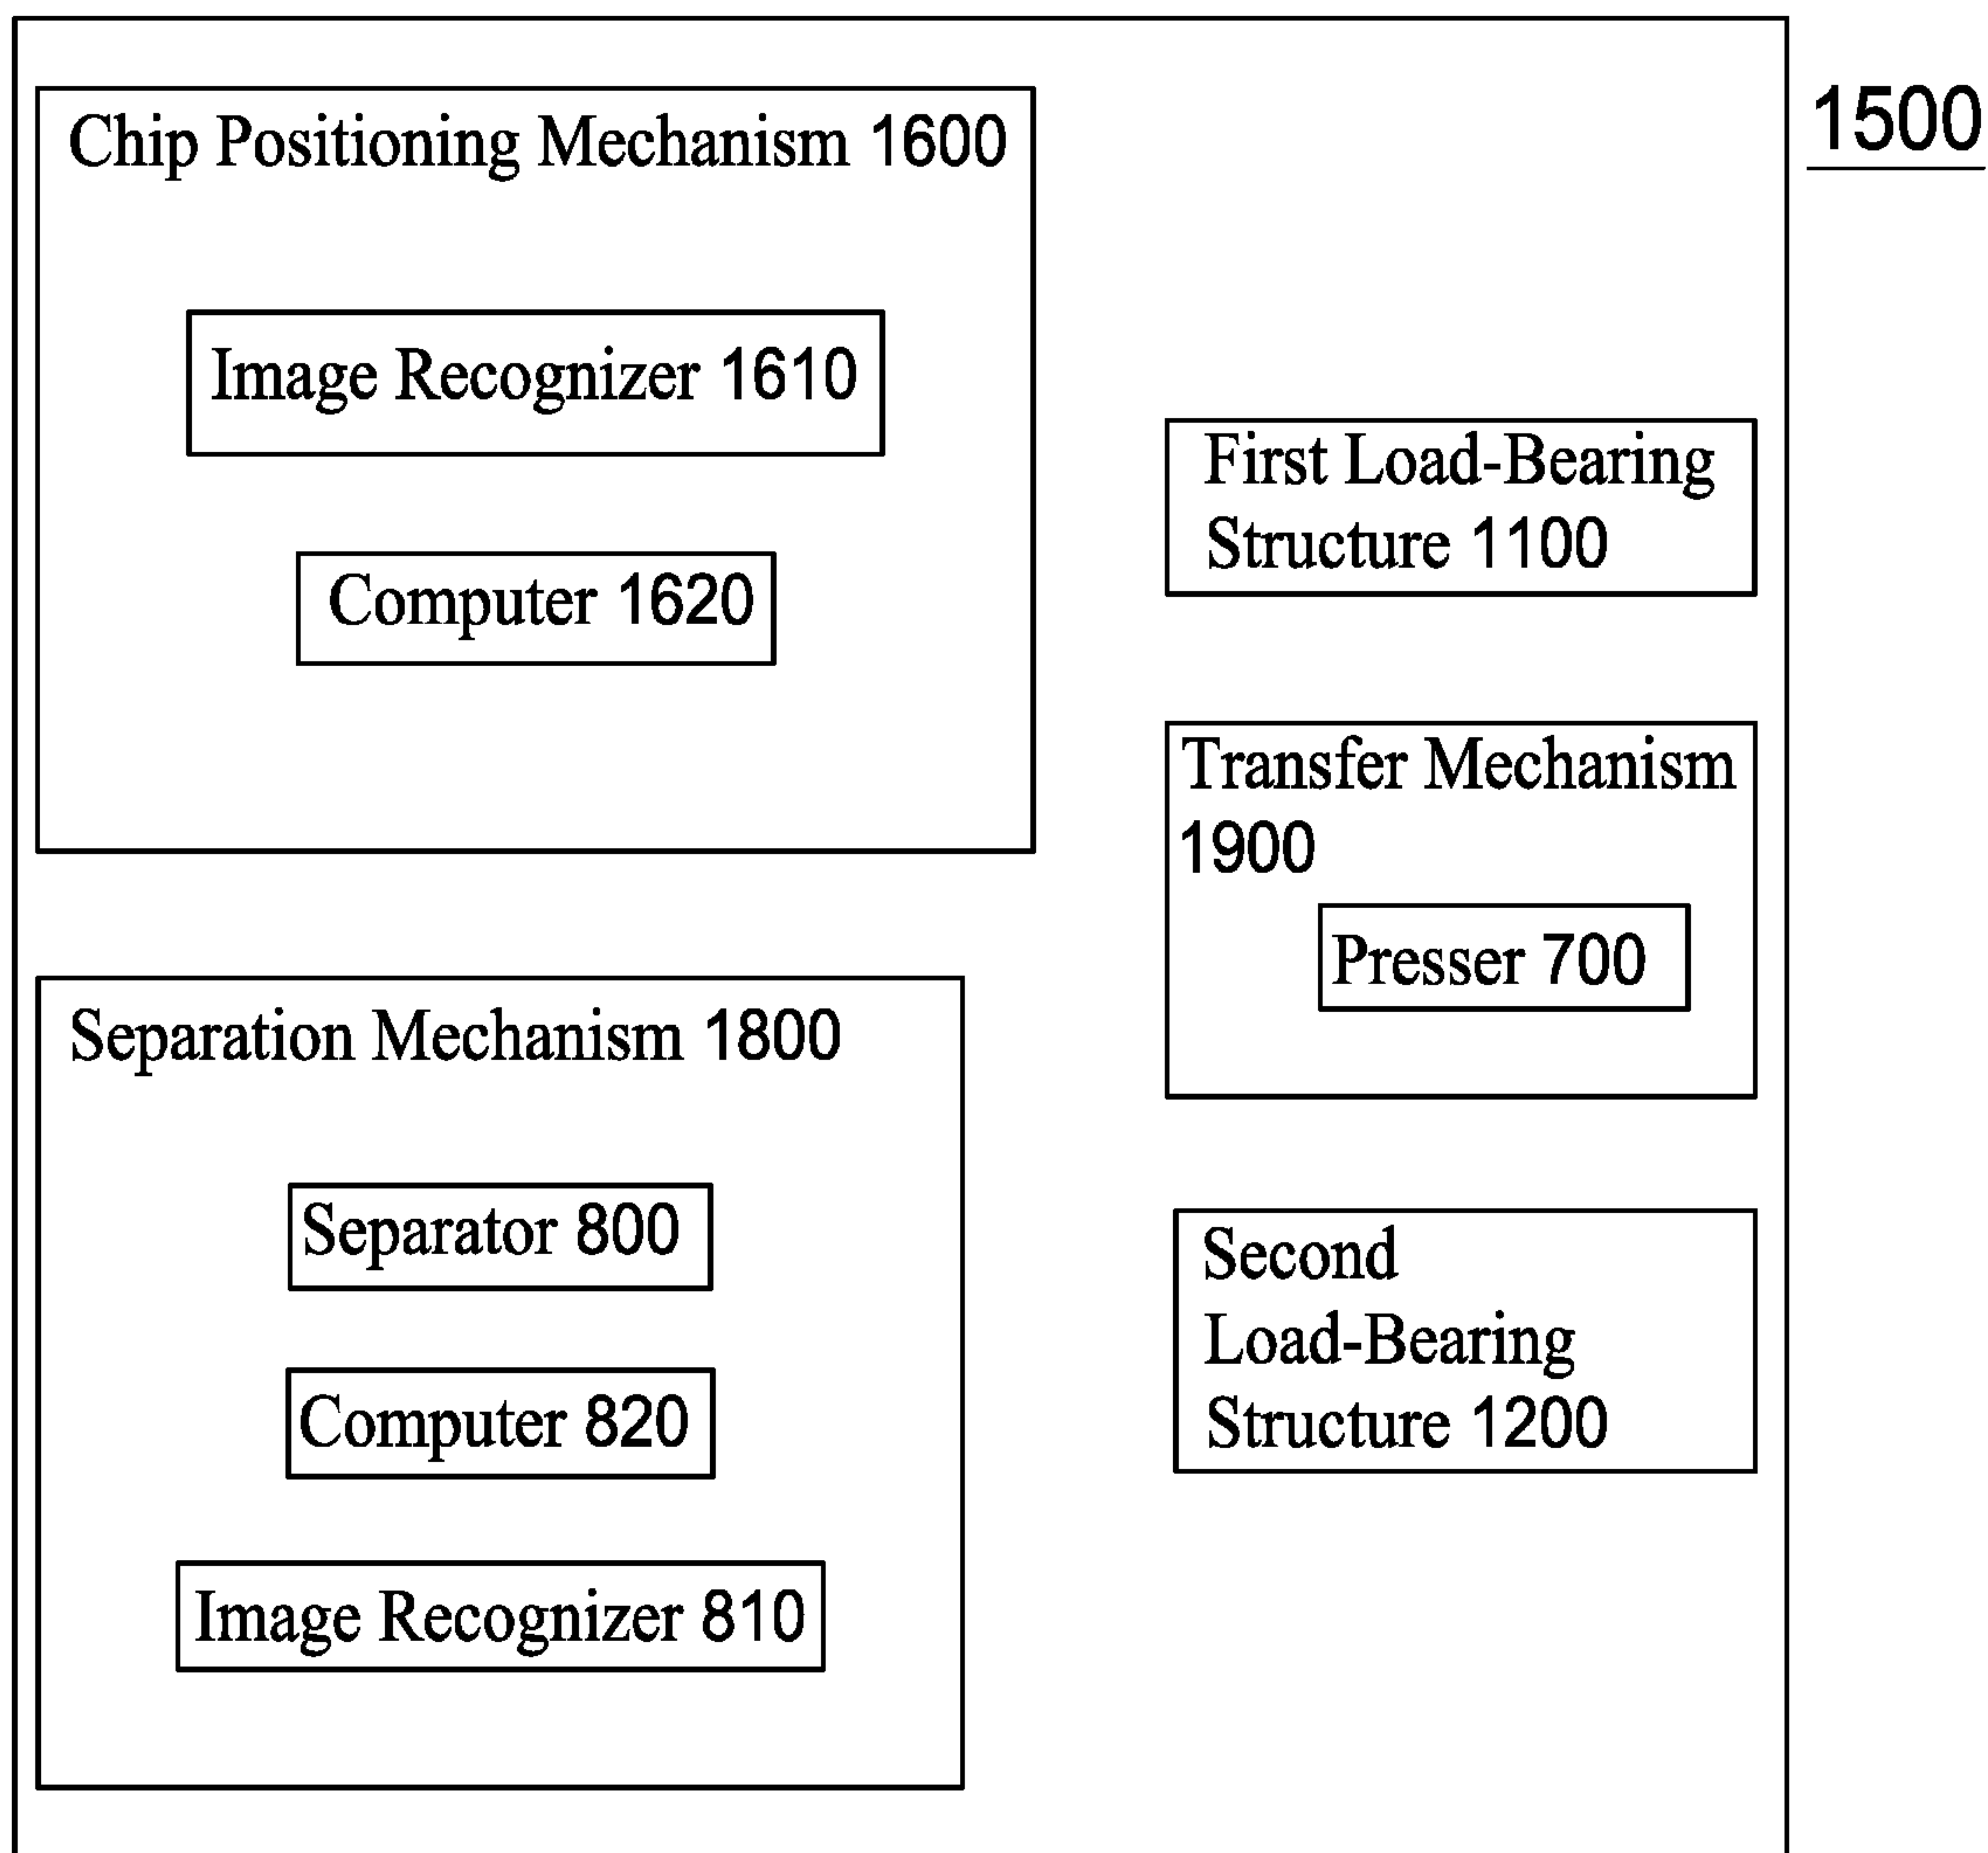 1500
Chip Positioning Mechanism 1600
Image Recognizer 1610
Computer 1620
Separation Mechanism 1800
Separator 800
Computer 820
Image Recognizer 810
First Load-Bearing
Structure 1100
Transfer Mechanism
1900
Presser 700
Second
Load-Bearing
Structure 1200